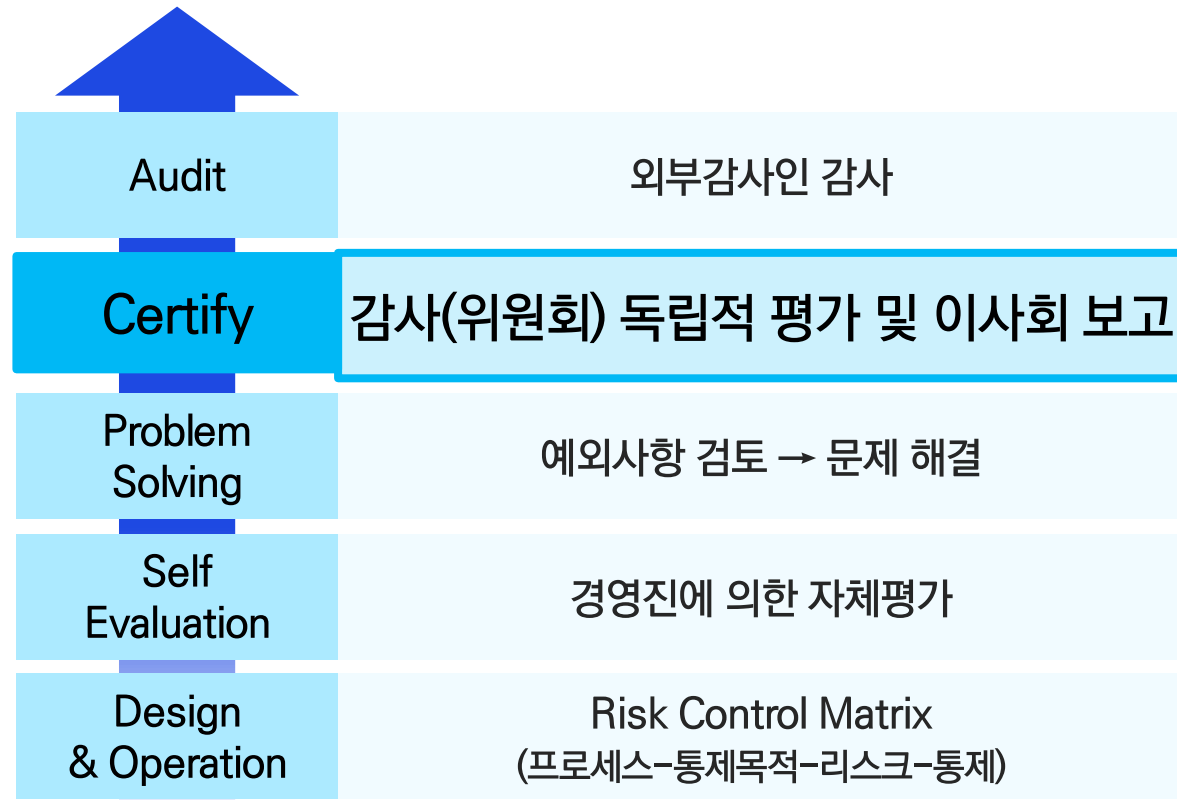 Audit
외부감사인 감사
Certify
감사(위원회) 독립적 평가 및 이사회 보고
Problem
Solving
예외사항 검토 → 문제 해결
Self
Evaluation
경영진에 의한 자체평가
Design
& Operation
Risk Control Matrix
(프로세스-통제목적-리스크-통제)